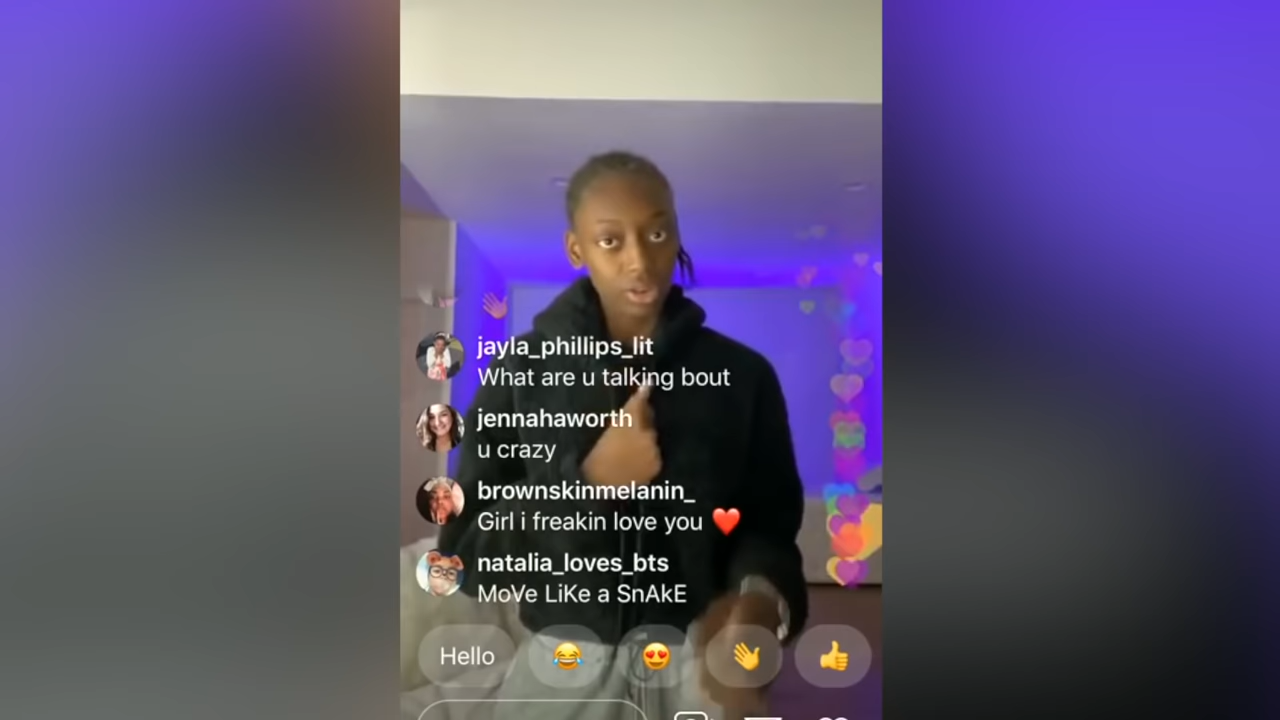 jayla_phillips_lit
What are u talking bout
jennahaworth
u crazy
brownskinmelanin_
Girl i freakin love you ❤️
natalia_loves_bts
MoVe LiKe a SnAkE
Hello 😂 😍 👋 👍